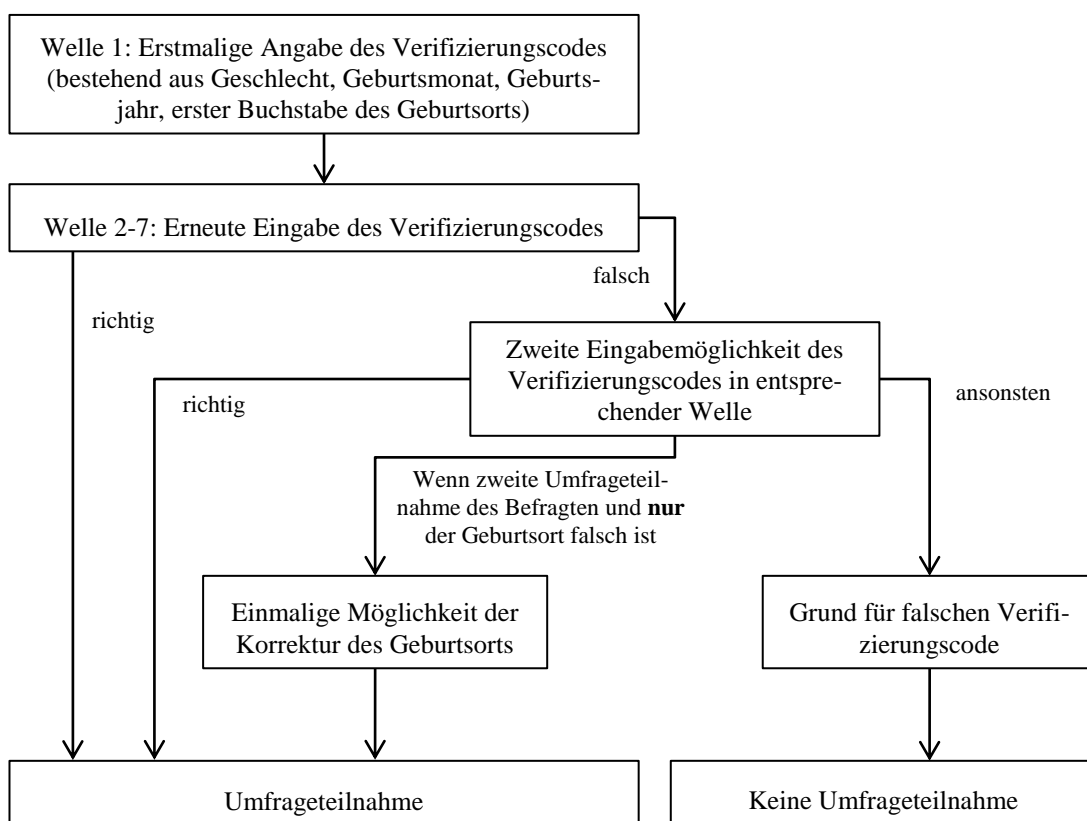 Welle 1: Erstmalige Angabe des Verifizierungscodes
(bestehend aus Geschlecht, Geburtsmonat, Geburts-
jahr, erster Buchstabe des Geburtsorts)
Welle 2-7: Erneute Eingabe des Verifizierungscodes
falsch
richtig
Zweite Eingabemöglichkeit des
Verifizierungscodes in entspre-
chender Welle
richtig
ansonsten
Wenn zweite Umfrageteil-
nahme des Befragten und nur
der Geburtsort falsch ist
Einmalige Möglichkeit der
Korrektur des Geburtsorts
Grund für falschen Verifi-
zierungscode
Umfrageteilnahme
Keine Umfrageteilnahme